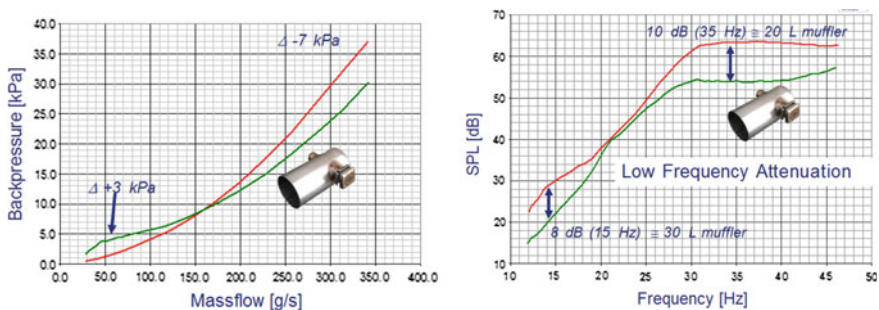 Backpressure [kPa]
40.0
35.0
30.0
25.0
20.0
15.0
10.0
5.0
0.0
Δ -7 kPa
Δ +3 kPa
0.0 50.0 100.0 150.0 200.0 250.0 300.0 350.0 400.0
Massflow [g/s]
SPL [dB]
70
60
50
40
30
20
10
10 dB (35 Hz) ≅ 20 L muffler
Low Frequency Attenuation
8 dB (15 Hz) ≅ 30 L muffler
10 15 20 25 30 35 40 45 50
Frequency [Hz]